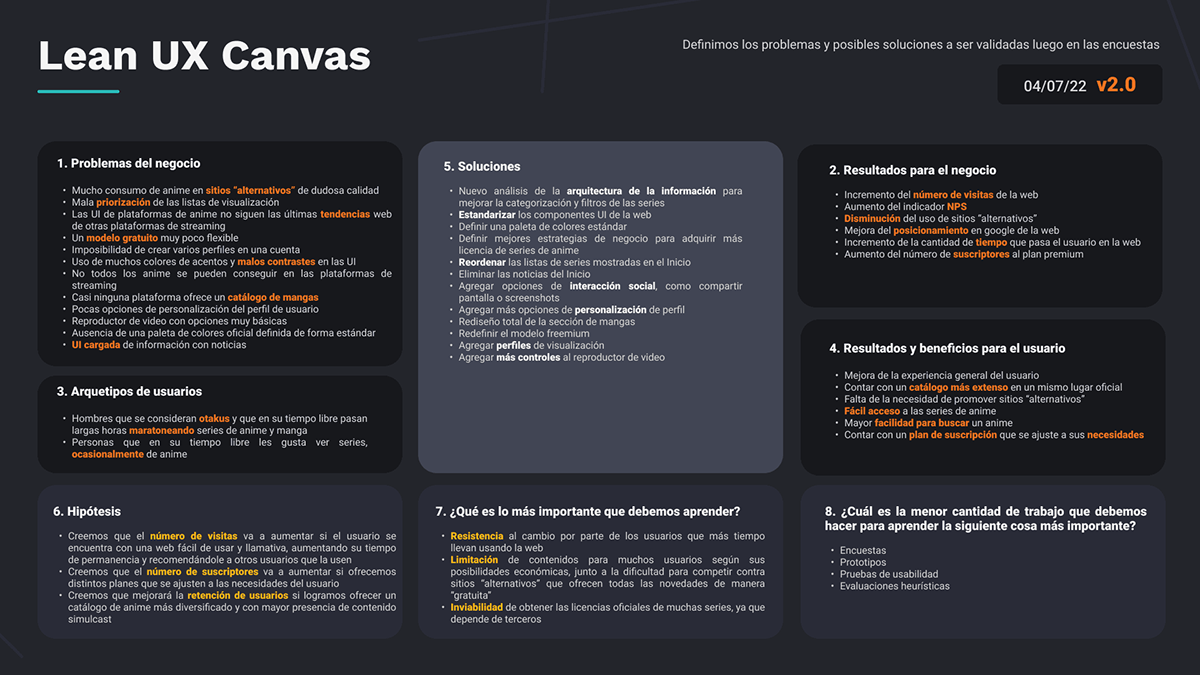 Lean UX Canvas
Definimos los problemas y posibles soluciones a ser validadas luego en las encuestas
04/07/22 v2.0
1. Problemas del negocio
• Mucho consumo de anime en sitios “alternativos” de dudosa calidad
• Mala priorización de las listas de visualización
• Las UI de plataformas de anime no siguen las últimas tendencias web
de otras plataformas de streaming
• Un modelo gratuito muy poco flexible
• Imposibilidad de crear varios perfiles en una cuenta
• Uso de muchos colores de acentos y malos contrastes en las UI
• No todos los anime se pueden conseguir en las plataformas de
streaming
• Casi ninguna plataforma ofrece un catálogo de mangas
• Pocas opciones de personalización del perfil de usuario
• Reproductor de video con opciones muy básicas
• Ausencia de una paleta de colores oficial definida de forma estándar
• UI cargada de información con noticias
3. Arquetipos de usuarios
• Hombres que se consideran otakus y que en su tiempo libre pasan
largas horas maratoneando series de anime y manga
• Personas que en su tiempo libre les gusta ver series,
ocasionalmente de anime
5. Soluciones
• Nuevo análisis de la arquitectura de la información para
mejorar la categorización y filtros de las series
• Estandarizar los componentes UI de la web
• Definir una paleta de colores estándar
• Definir mejores estrategias de negocio para adquirir más
licencia de series de anime
• Reordenar las listas de series mostradas en el Inicio
• Eliminar las noticias del Inicio
• Agregar opciones de interacción social, como compartir
pantalla o screenshots
• Agregar más opciones de personalización de perfil
• Rediseño total de la sección de mangas
• Redefinir el modelo freemium
• Agregar perfiles de visualización
• Agregar más controles al reproductor de video
2. Resultados para el negocio
• Incremento del número de visitas de la web
• Aumento del indicador NPS
• Disminución del uso de sitios “alternativos”
• Mejora del posicionamiento en google de la web
• Incremento de la cantidad de tiempo que pasa el usuario en la web
• Aumento del número de suscriptores al plan premium
4. Resultados y beneficios para el usuario
• Mejora de la experiencia general del usuario
• Contar con un catálogo más extenso en un mismo lugar oficial
• Falta de la necesidad de promover sitios “alternativos”
• Fácil acceso a las series de anime
• Mayor facilidad para buscar un anime
• Contar con un plan de suscripción que se ajuste a sus necesidades
6. Hipótesis
• Creemos que el número de visitas va a aumentar si el usuario se
encuentra con una web fácil de usar y llamativa, aumentando su tiempo
de permanencia y recomendándole a otros usuarios que la usen
• Creemos que el número de suscriptores va a aumentar si ofrecemos
distintos planes que se ajusten a las necesidades del usuario
• Creemos que mejorará la retención de usuarios si logramos ofrecer un
catálogo de anime más diversificado y con mayor presencia de contenido
simulcast
7. ¿Qué es lo más importante que debemos aprender?
• Resistencia al cambio por parte de los usuarios que más tiempo
llevan usando la web
• Limitación de contenidos para muchos usuarios según sus
posibilidades económicas, junto a la dificultad para competir contra
sitios “alternativos” que ofrecen todas las novedades de manera
“gratuita”
• Inviabilidad de obtener las licencias oficiales de muchas series, ya que
depende de terceros
8. ¿Cuál es la menor cantidad de trabajo que debemos
hacer para aprender la siguiente cosa más importante?
• Encuestas
• Prototipos
• Pruebas de usabilidad
• Evaluaciones heurísticas